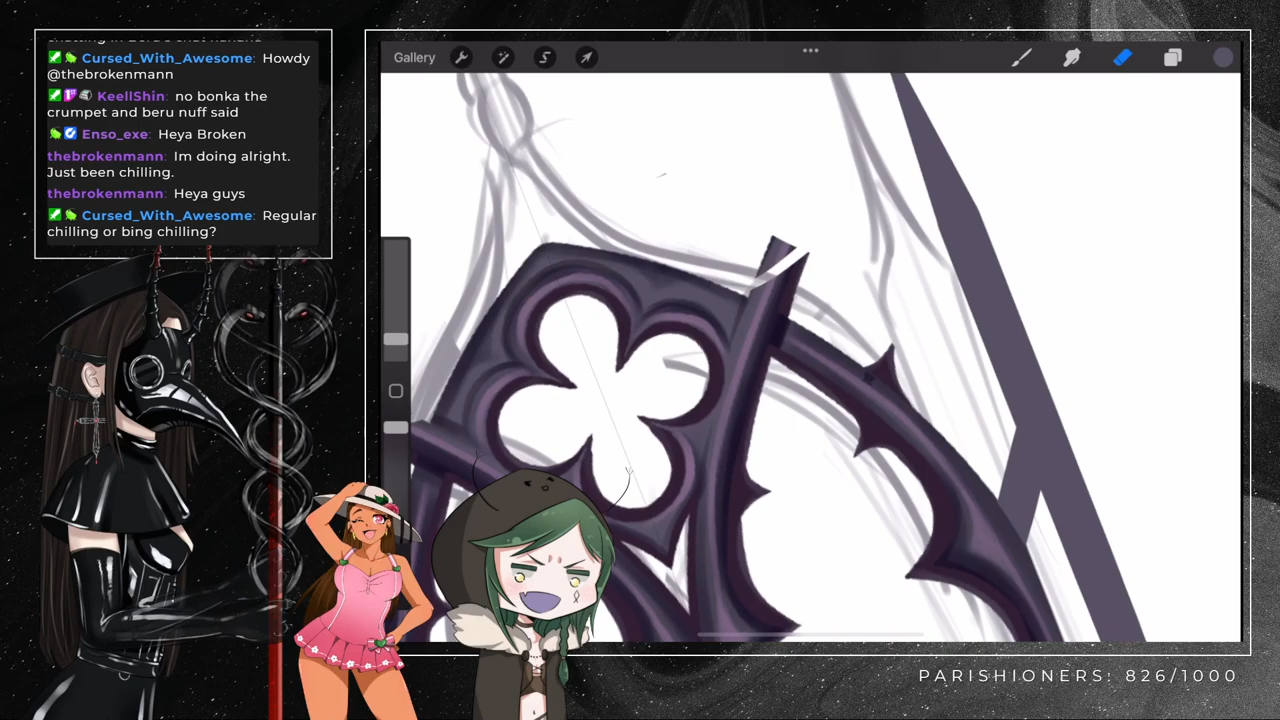 Cursed_With_Awesome: Howdy
@thebrokenmann
KeellShin: no bonka the
crumpet and beru nuff said
Enso_exe: Heya Broken
thebrokenmann: Im doing alright.
Just been chilling.
thebrokenmann: Heya guys
Cursed_With_Awesome: Regular
chilling or bing chilling?
Gallery
PARISHIONERS: 826/1000